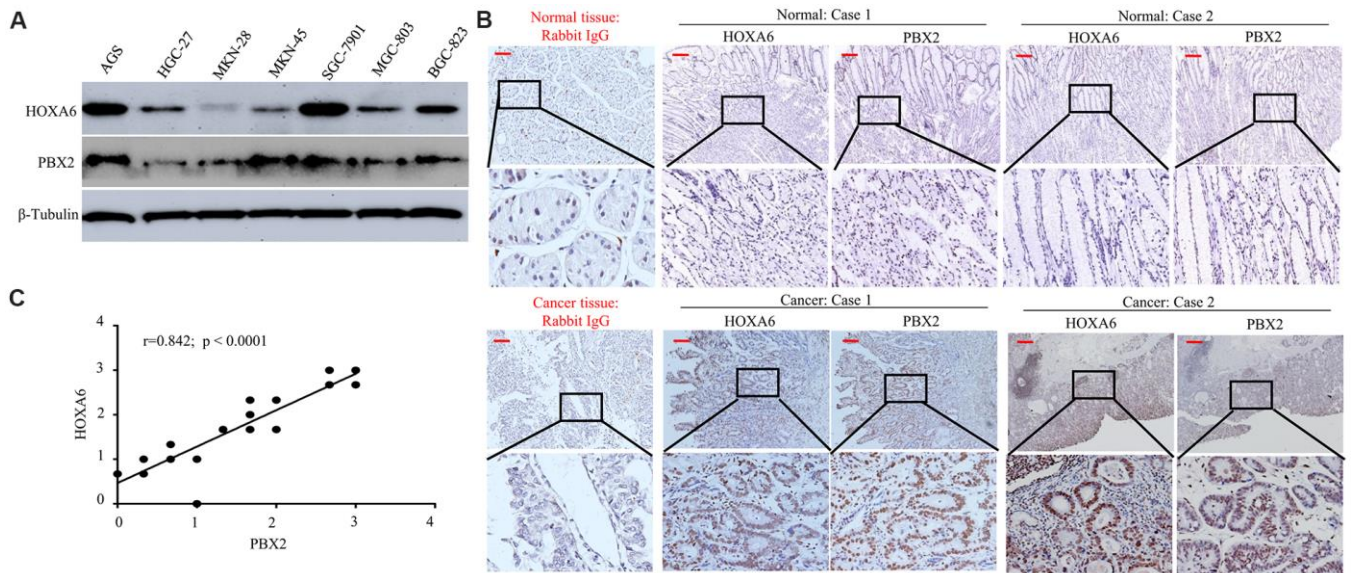 A
AGS
HGC-27
MKN-28
MKN-45
SGC-7901
MGC-803
BGC-823
HOXA6
PBX2
β-Tubulin
B
Normal tissue:
Rabbit IgG
Normal: Case 1
HOXA6
PBX2
Normal: Case 2
HOXA6
PBX2
Cancer tissue:
Rabbit IgG
Cancer: Case 1
HOXA6
PBX2
Cancer: Case 2
HOXA6
PBX2
C
r=0.842; p < 0.0001
HOXA6
4
3
2
1
0
0 1 2 3 4
PBX2